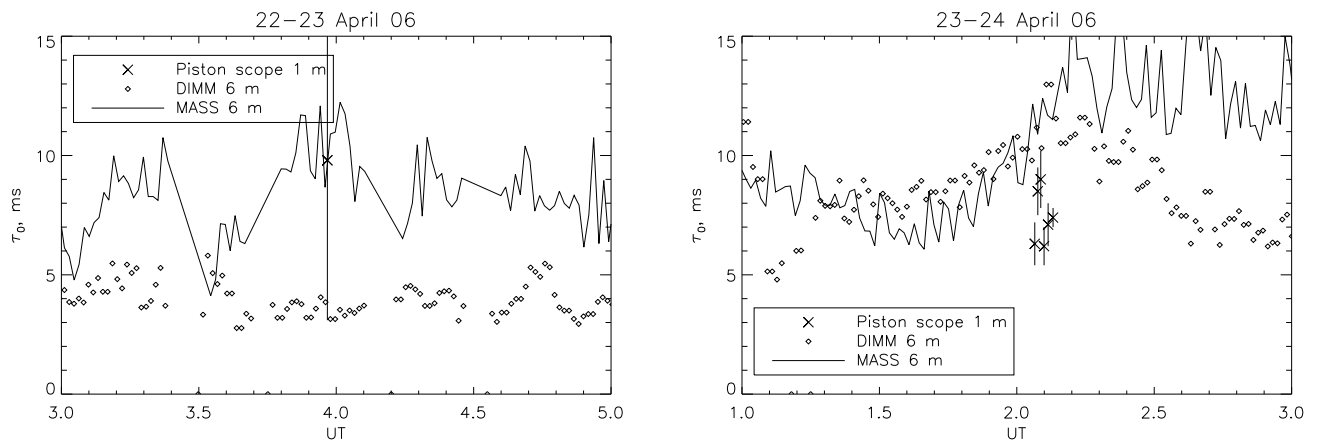 22-23 April 06
15
10
5
0
τ0, ms
Piston scope 1 m
DIMM 6 m
MASS 6 m
3.0 3.5 4.0 4.5 5.0
UT
23-24 April 06
15
10
5
0
τ0, ms
Piston scope 1 m
DIMM 6 m
MASS 6 m
1.0 1.5 2.0 2.5 3.0
UT